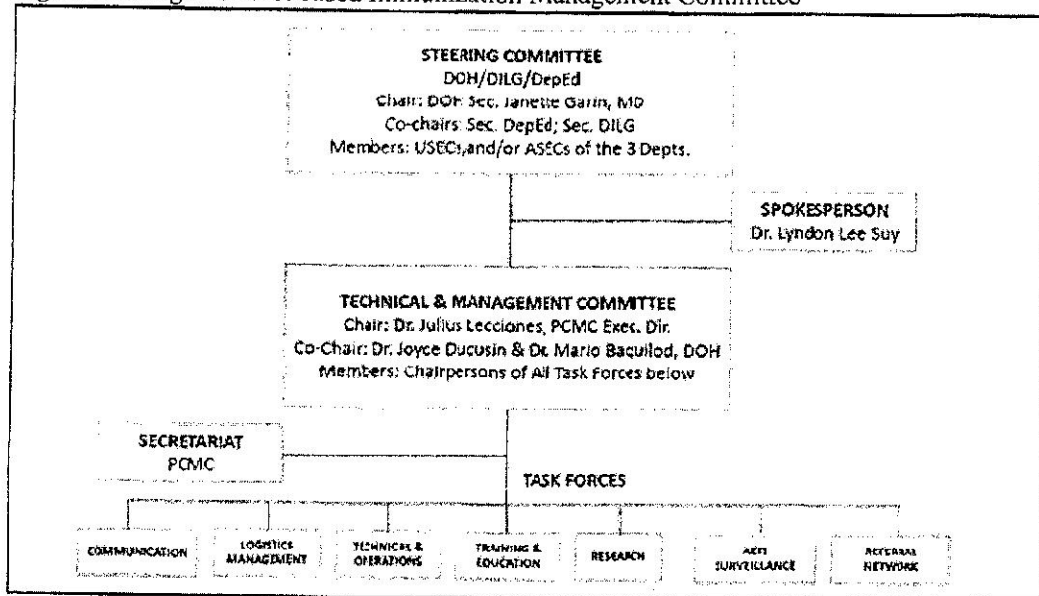 based Immunization Management Committee
STEERING COMMITTEE
DOH/DILG/DepEd
Chair: DOH Sec. Janette Garin, MD
Co-chairs: Sec. DepEd; Sec. DILG
Members: USECs,and/or ASECs of the 3 Depts.
SPOKESPERSON
Dr. Lyndon Lee Suy
TECHNICAL & MANAGEMENT COMMITTEE
Chair: Dr. Julius Lecciones, PCMC Exec. Dir.
Co-Chair: Dr. Joyce Ducusin & Dr. Mario Baquilod, DOH
Members: Chairpersons of All Task Forces below
SECRETARIAT
PCMC
TASK FORCES
COMMUNICATION
LOGISTICS
MANAGEMENT
TECHNICAL &
OPERATIONS
TRAINING &
EDUCATION
RESEARCH
AEFI
SURVEILLANCE
REFERRAL
NETWORK